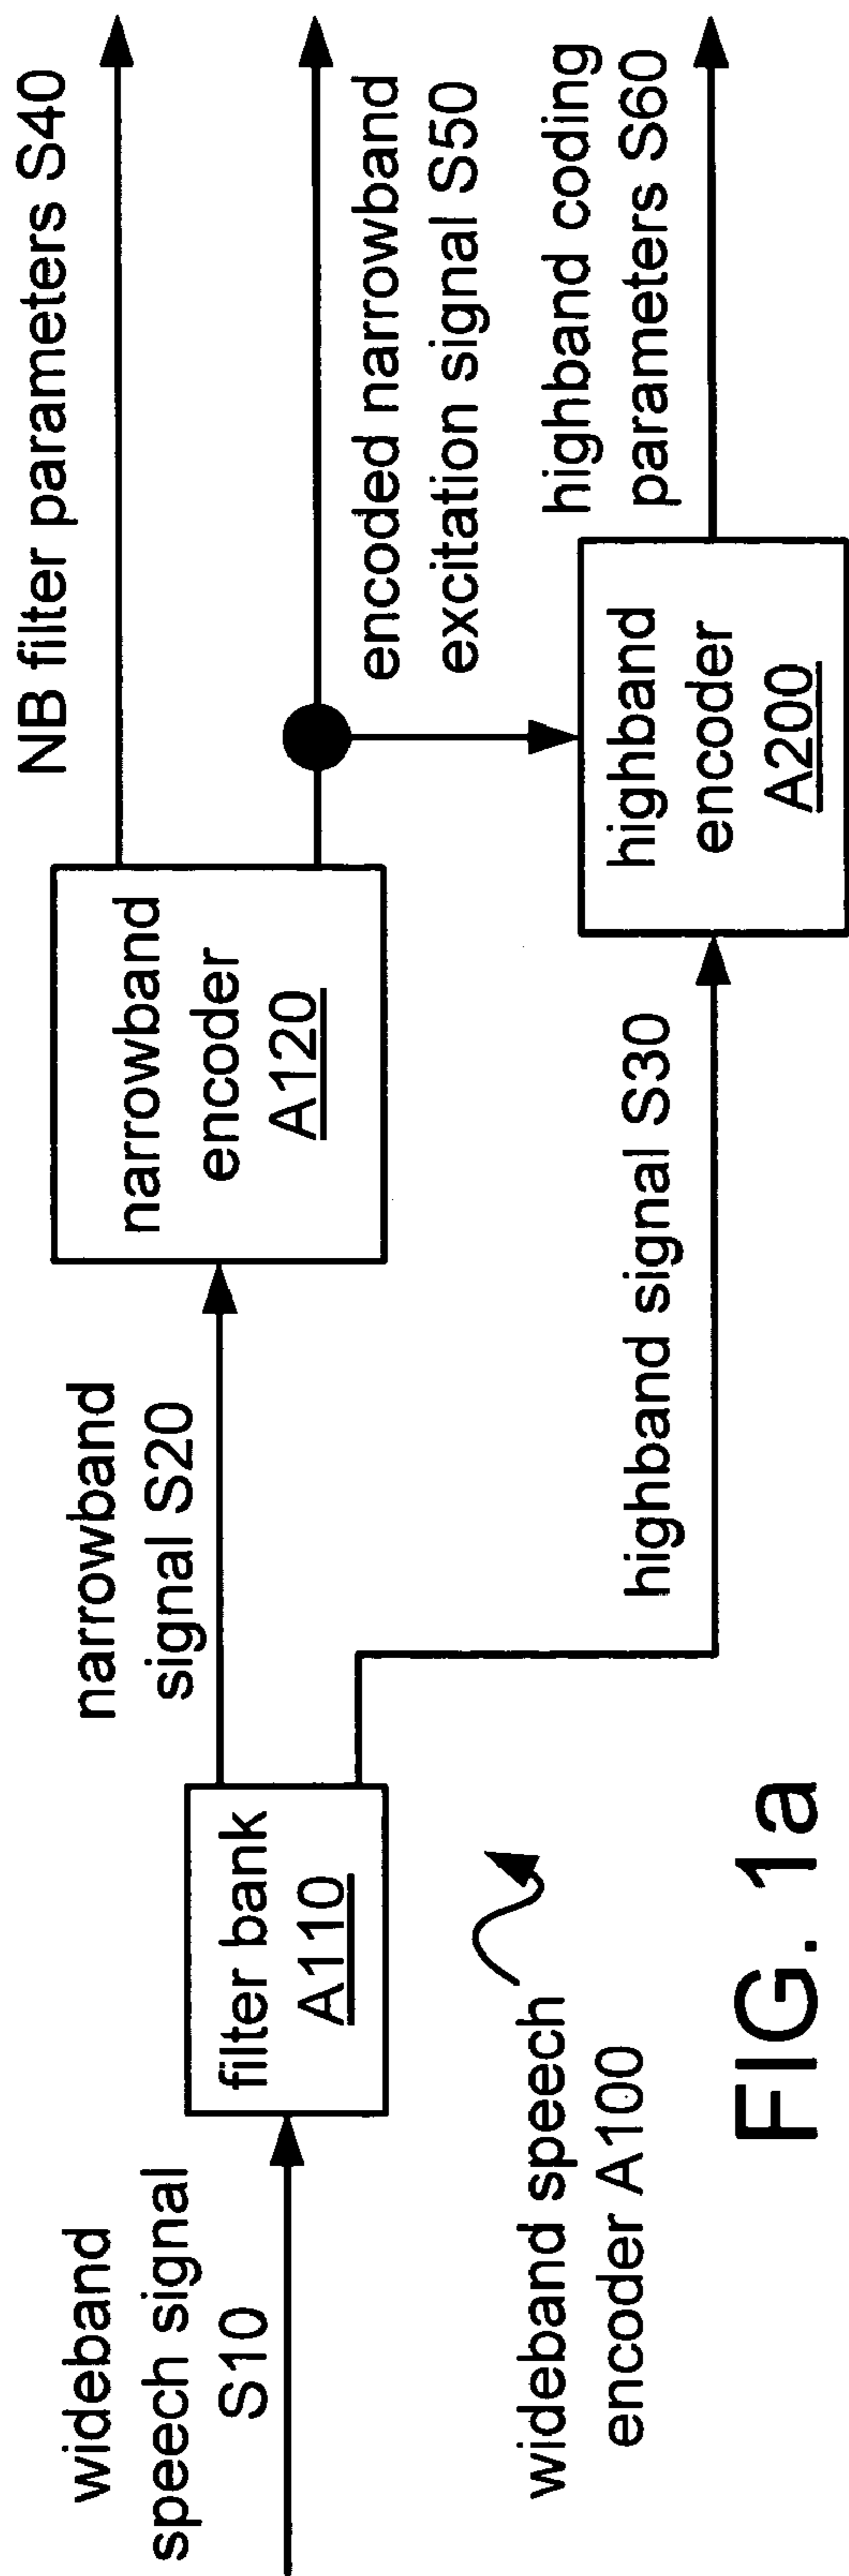 wideband
speech signal
S10
filter bank
A110
narrowband
signal S20
narrowband
encoder
A120
NB filter parameters S40
encoded narrowband
excitation signal S50
highband signal S30
highband
encoder
A200
highband coding
parameters S60
wideband speech
encoder A100
FIG. 1a